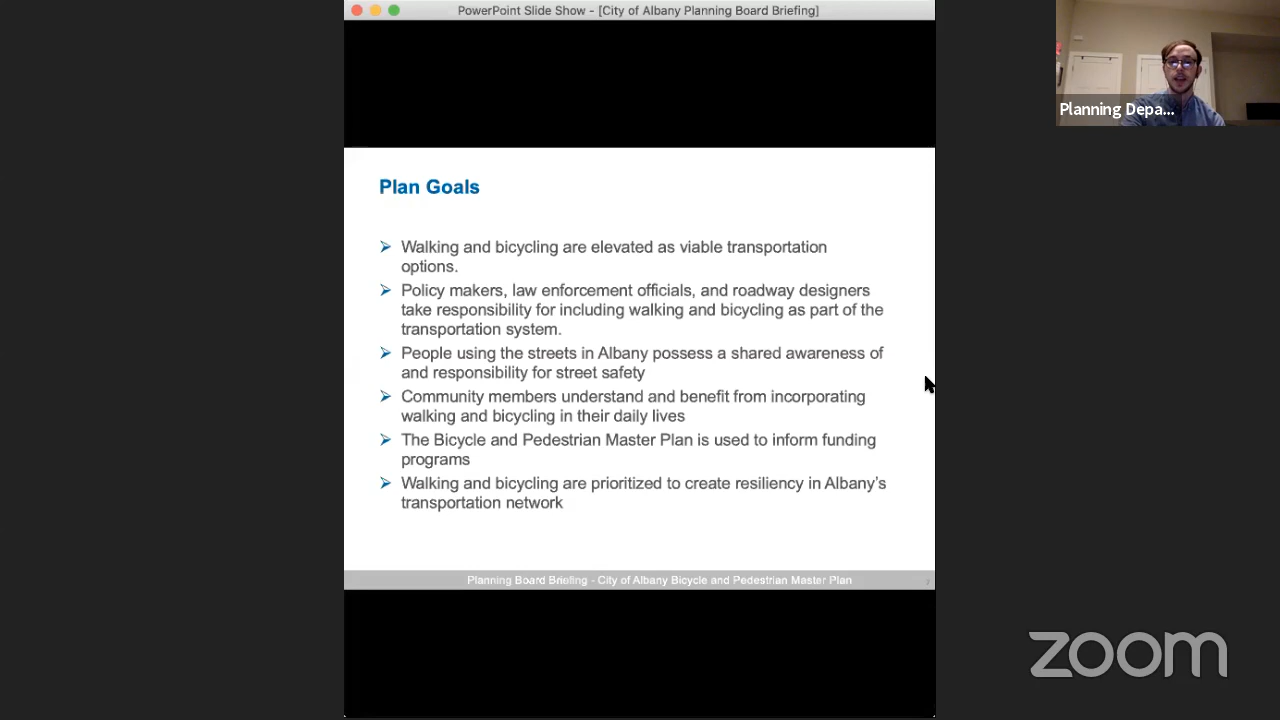 PowerPoint Slide Show - [City of Albany Planning Board Briefing]
Planning Depa...
Plan Goals
Walking and bicycling are elevated as viable transportation
options.
Policy makers, law enforcement officials, and roadway designers
take responsibility for including walking and bicycling as part of the
transportation system.
People using the streets in Albany possess a shared awareness of
and responsibility for street safety
Community members understand and benefit from incorporating
walking and bicycling in their daily lives
The Bicycle and Pedestrian Master Plan is used to inform funding
programs
Walking and bicycling are prioritized to create resiliency in Albany's
transportation network
Planning Board Briefing - City of Albany Bicycle and Pedestrian Master Plan
zoom